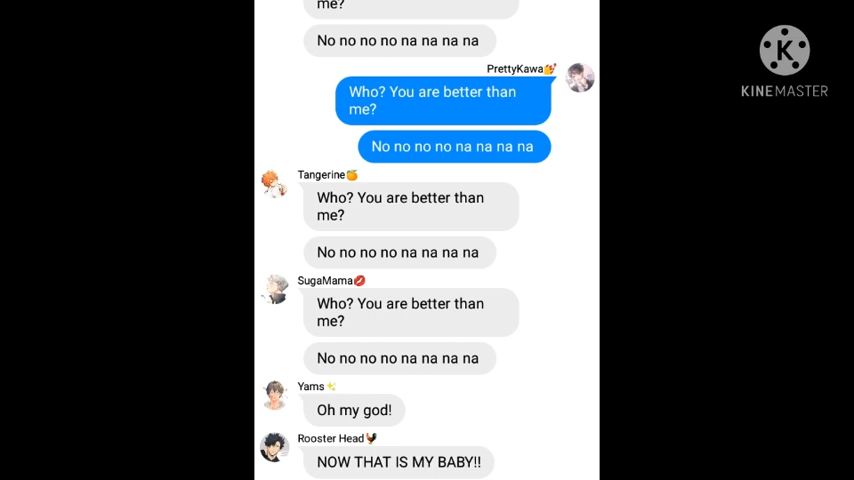 me?
No no no no na na na na
PrettyKawa💅
Who? You are better than
me?
No no no no na na na na
Tangerine🍊
Who? You are better than
me?
No no no no na na na na
SugaMama💋
Who? You are better than
me?
No no no no na na na na
Yams✨
Oh my god!
Rooster Head🐓
NOW THAT IS MY BABY!!
K
KINEMASTER